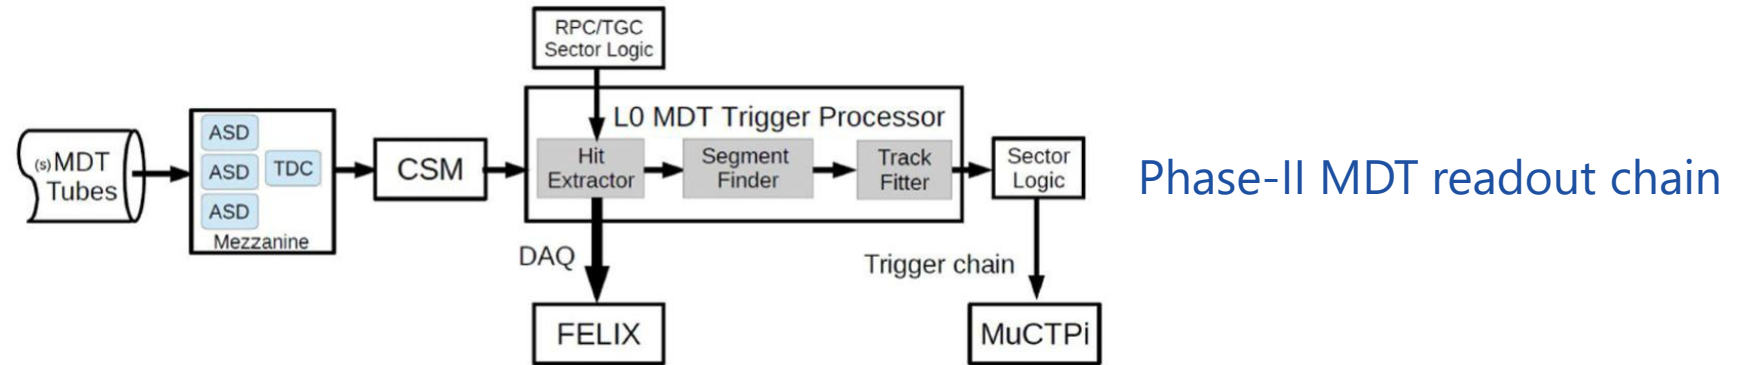 RPC/TGC
Sector Logic
L0 MDT Trigger Processor
(s)MDT
Tubes
ASD
ASD
ASD
TDC
Mezzanine
CSM
Hit
Extractor
Segment
Finder
Track
Fitter
Sector
Logic
Phase-II MDT readout chain
DAQ
Trigger chain
FELIX
MuCTPi